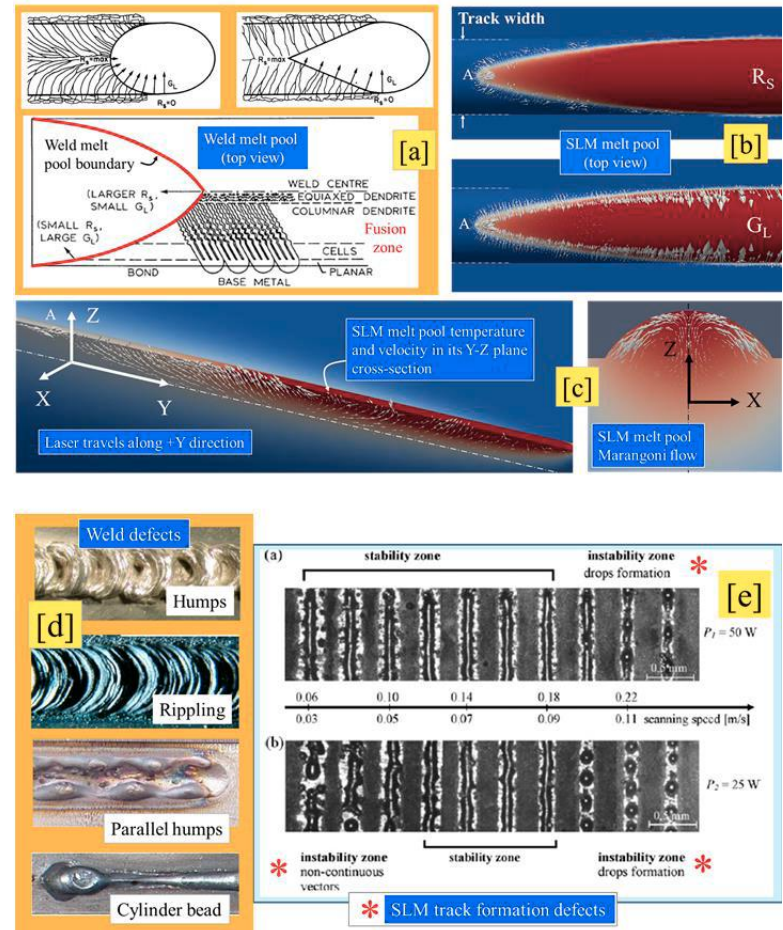 Rs=max
GL
Rs=0
Rs=max
GL
Rs=0
Weld melt
pool boundary
Weld melt pool
(top view)
[a]
(LARGER Rs,
SMALL GL)
(SMALL Rs,
LARGE GL)
WELD CENTRE
EQUIAXED DENDRITE
COLUMNAR DENDRITE
Fusion
zone
CELLS
PLANAR
BOND
BASE METAL
Track width
A
RS
SLM melt pool
(top view)
[b]
A
GL
A
Z
X
Y
SLM melt pool temperature
and velocity in its Y-Z plane
cross-section
Laser travels along +Y direction
[c]
Z
X
SLM melt pool
Marangoni flow
Weld defects
[d]
Humps
Rippling
Parallel humps
Cylinder bead
(a)
stability zone
instability zone
drops formation
*
[e]
P1 = 50 W
0,5 mm
0.06 0.10 0.14 0.18 0.22
0.03 0.05 0.07 0.09 0.11 scanning speed [m/s]
(b)
P2 = 25 W
0,5 mm
* instability zone
non-continuous
vectors
stability zone
instability zone
drops formation
*
* SLM track formation defects